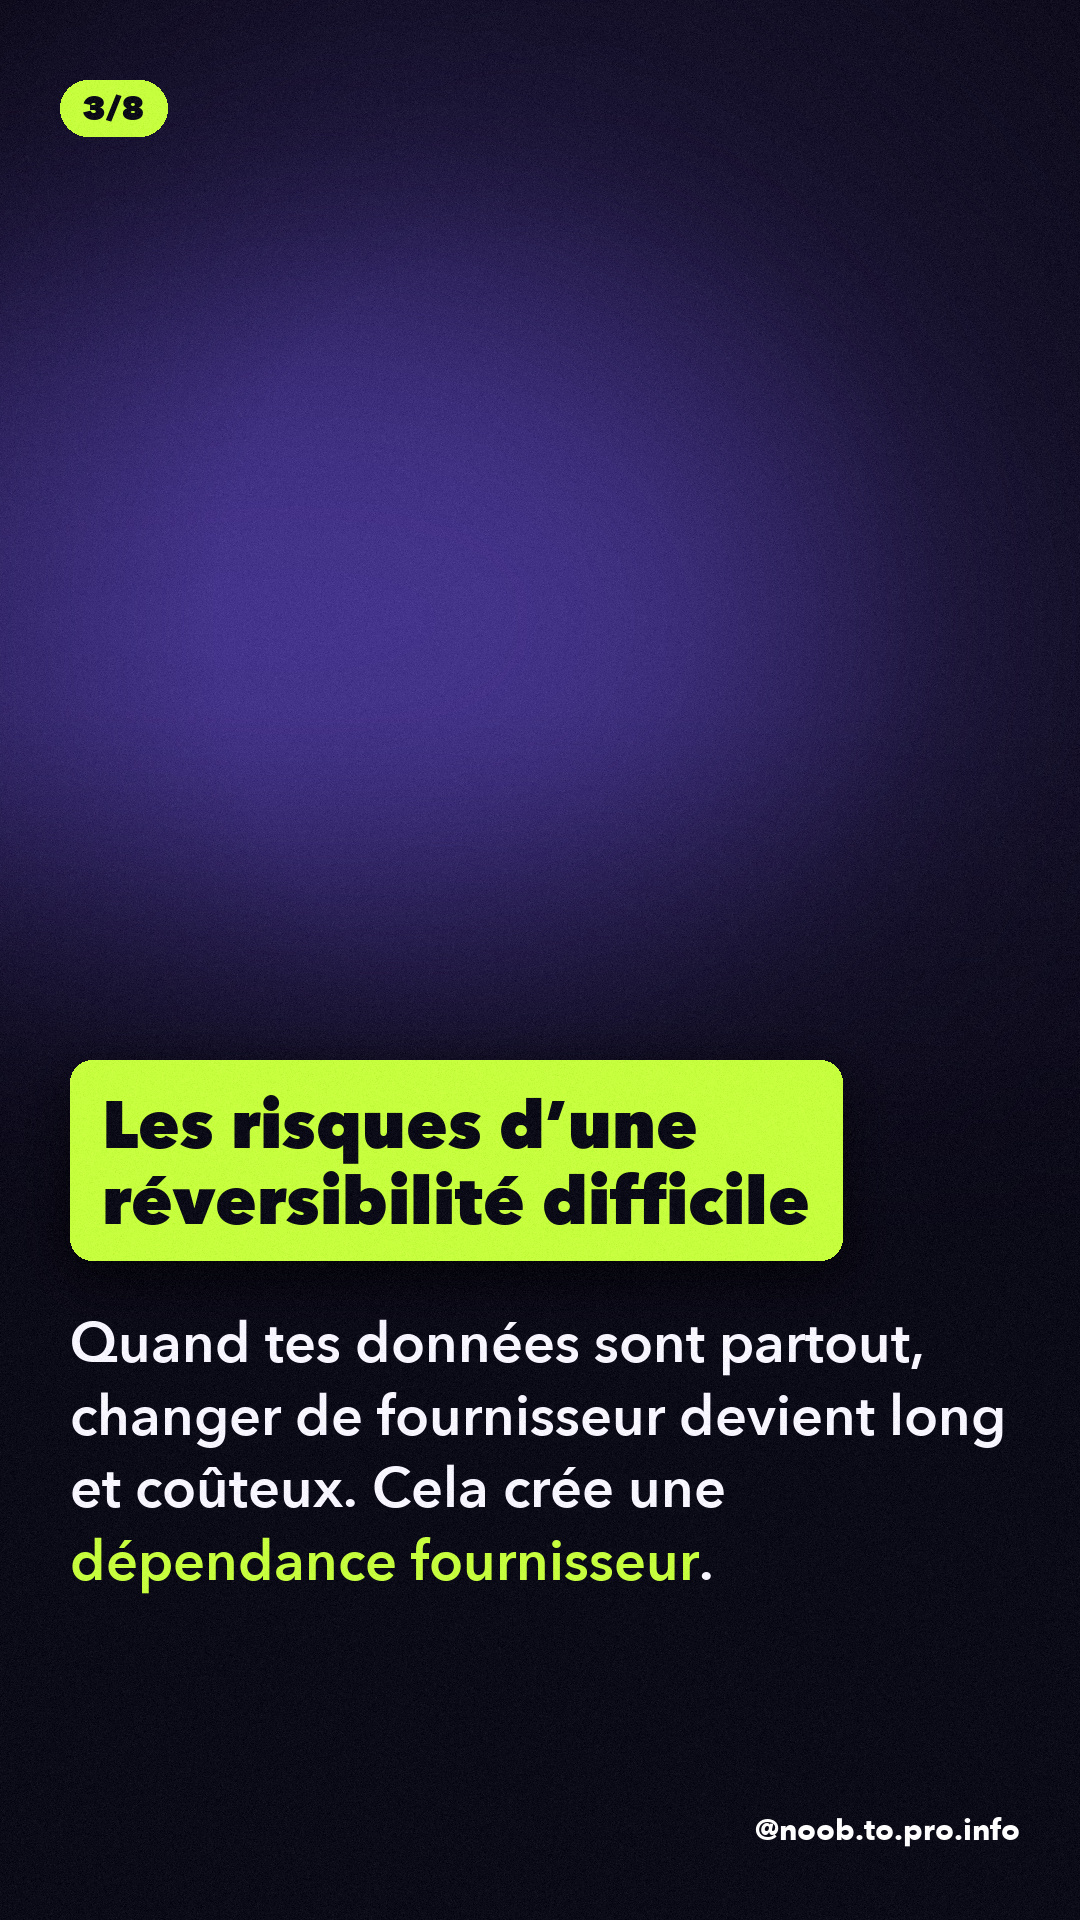 3/8
Les risques d’une
réversibilité difficile
Quand tes données sont partout,
changer de fournisseur devient long
et coûteux. Cela crée une
dépendance fournisseur.
@noob.to.pro.info